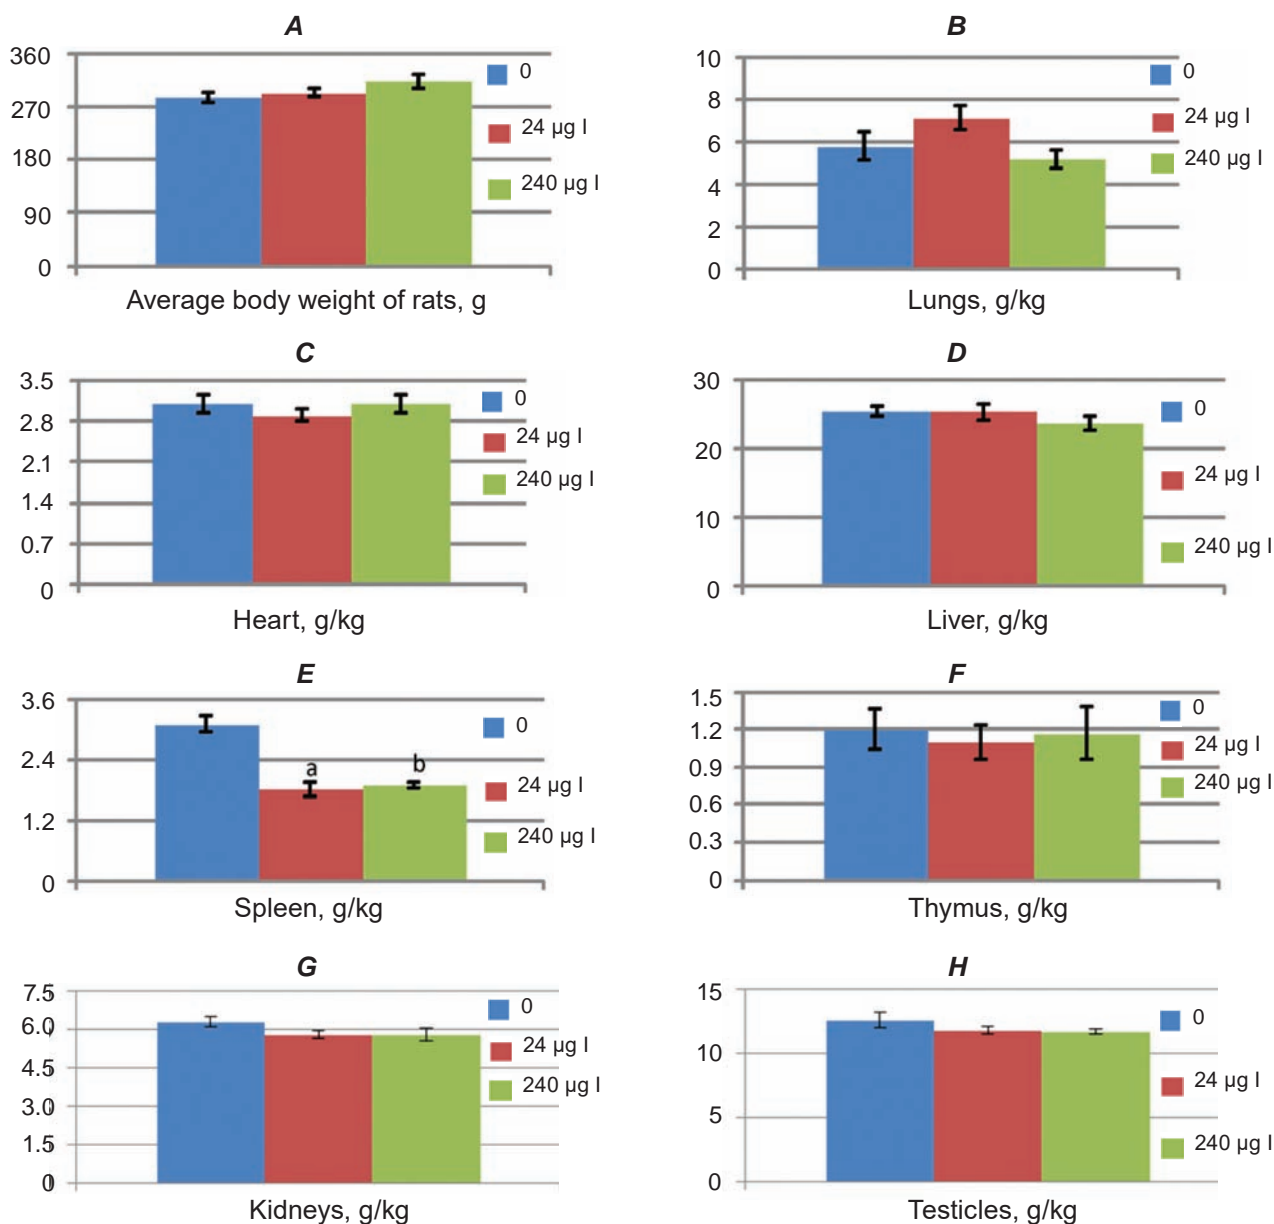 A
360
270
180
90
0
0
24 µg I
240 µg I
Average body weight of rats, g
B
10
8
6
4
2
0
0
24 µg I
240 µg I
Lungs, g/kg
C
3.5
2.8
2.1
1.4
0.7
0
0
24 µg I
240 µg I
Heart, g/kg
D
30
20
10
0
0
24 µg I
240 µg I
Liver, g/kg
E
3.6
2.4
1.2
0
a
b
0
24 µg I
240 µg I
Spleen, g/kg
F
1.5
1.2
0.9
0.6
0.3
0
0
24 µg I
240 µg I
Thymus, g/kg
G
7.5
6.0
4.5
3.0
1.5
0
0
24 µg I
240 µg I
Kidneys, g/kg
H
15
10
5
0
0
24 µg I
240 µg I
Testicles, g/kg